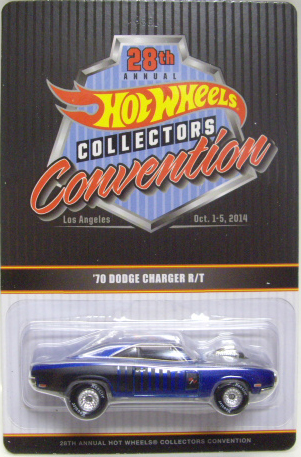 28th
ANNUAL
HOT WHEELS
COLLECTORS
Convention
Los Angeles
Oct. 1-5, 2014
'70 DODGE CHARGER R/T
28TH ANNUAL HOT WHEELS® COLLECTORS CONVENTION